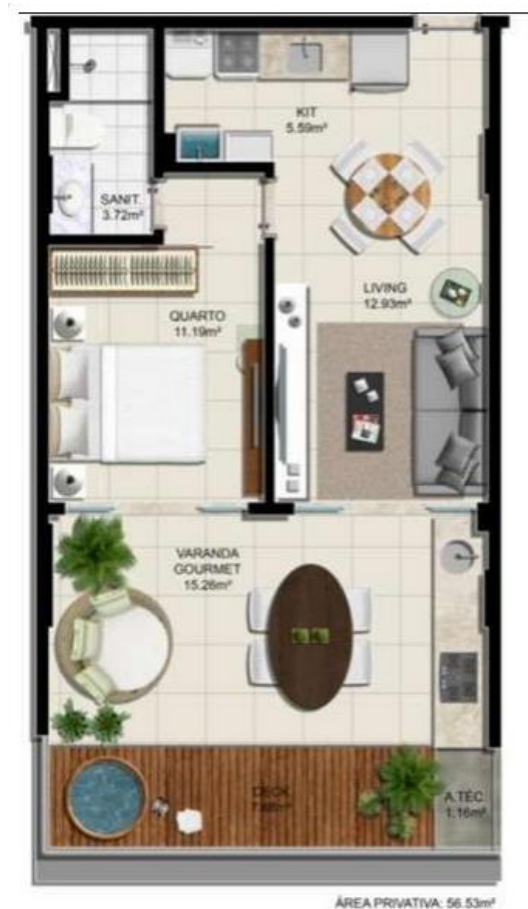 KIT
5.59m²
SANIT.
3.72m²
LIVING
12.93m²
QUARTO
11.19m²
VARANDA
GOURMET
15.26m²
DECK
A.TÉC.
1.16m²
ÁREA PRIVATIVA: 56.53m²